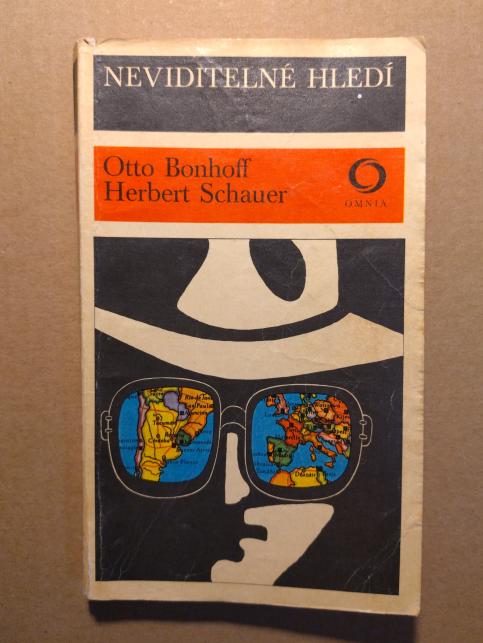 NEVIDITELNÉ HLEDÍ
Otto Bonhoff
Herbert Schauer
OMNIA